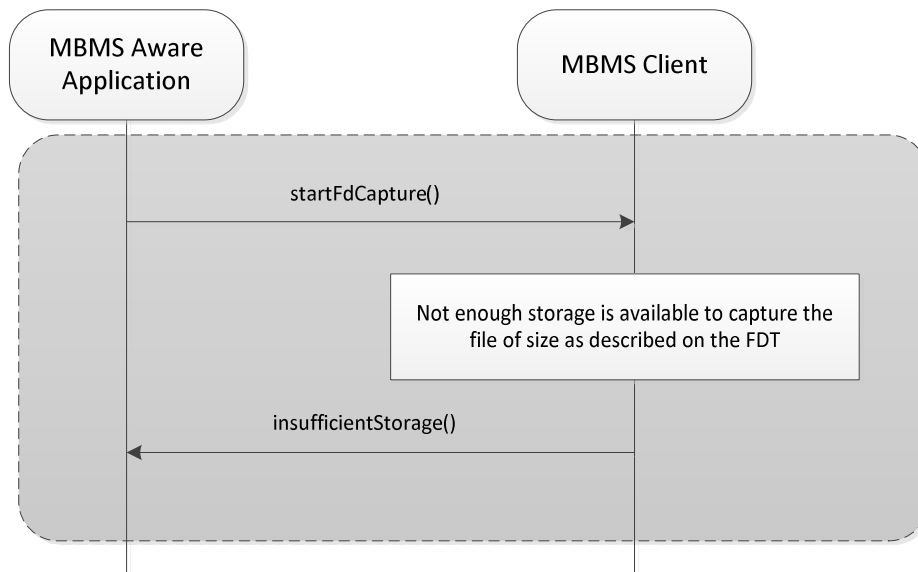 MBMS Aware
Application
MBMS Client
startFdCapture()
Not enough storage is available to capture the
file of size as described on the FDT
insufficientStorage()